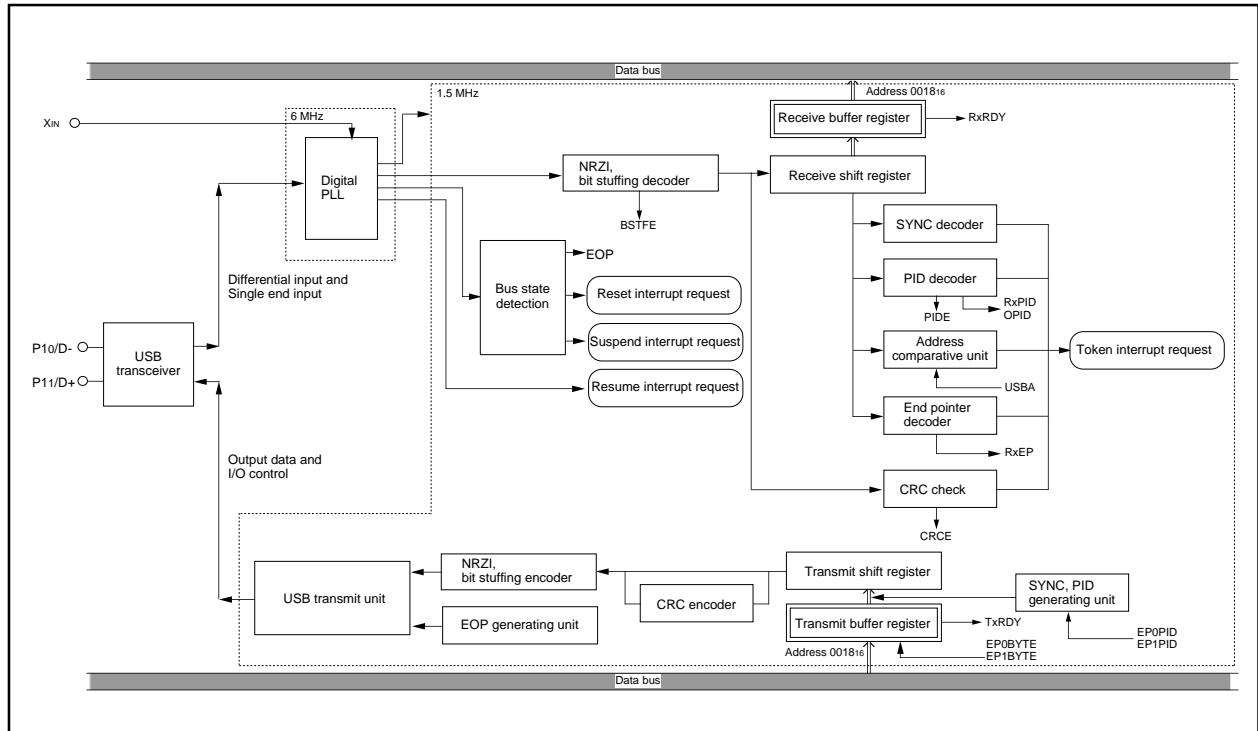 Data bus
1.5 MHz
Address 0018₁₆
XIN
6 MHz
Receive buffer register
RxRDY
Digital
PLL
NRZI,
bit stuffing decoder
Receive shift register
BSTFE
SYNC decoder
EOP
Differential input and
Single end input
Bus state
detection
Reset interrupt request
PID decoder
RxPID
OPID
PIDE
P10/D-
P11/D+
USB
transceiver
Suspend interrupt request
Address
comparative unit
Token interrupt request
Resume interrupt request
USBA
End pointer
decoder
RxEP
Output data and
I/O control
CRC check
CRCE
NRZI,
bit stuffing encoder
Transmit shift register
SYNC, PID
generating unit
USB transmit unit
CRC encoder
EOP generating unit
Transmit buffer register
TxRDY
EP0PID
EP1PID
EP0BYTE
EP1BYTE
Address 0018₁₆
Data bus